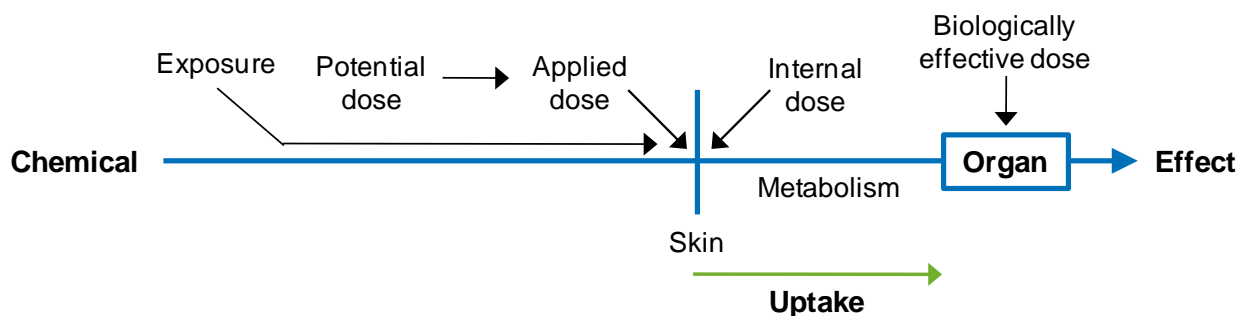 Biologically
effective dose
Exposure
Potential
dose
Applied
dose
Internal
dose
Chemical
Organ
Effect
Metabolism
Skin
Uptake